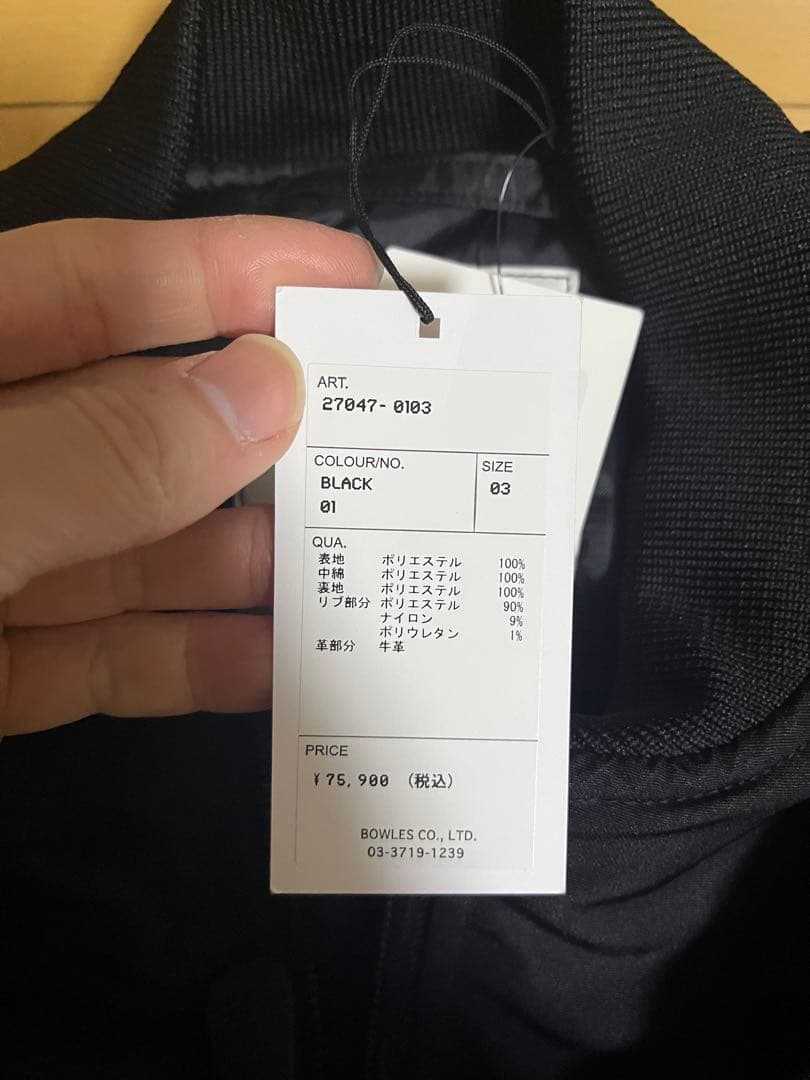 ART.
27047- 0103
COLOUR/NO.
BLACK
01
SIZE
03
QUA.
表地 ポリエステル 100%
中綿 ポリエステル 100%
裏地 ポリエステル 100%
リブ部分 ポリエステル 90%
ナイロン 9%
ポリウレタン 1%
革部分 牛革
PRICE
¥75,900 (税込)
BOWLES CO., LTD.
03-3719-1239